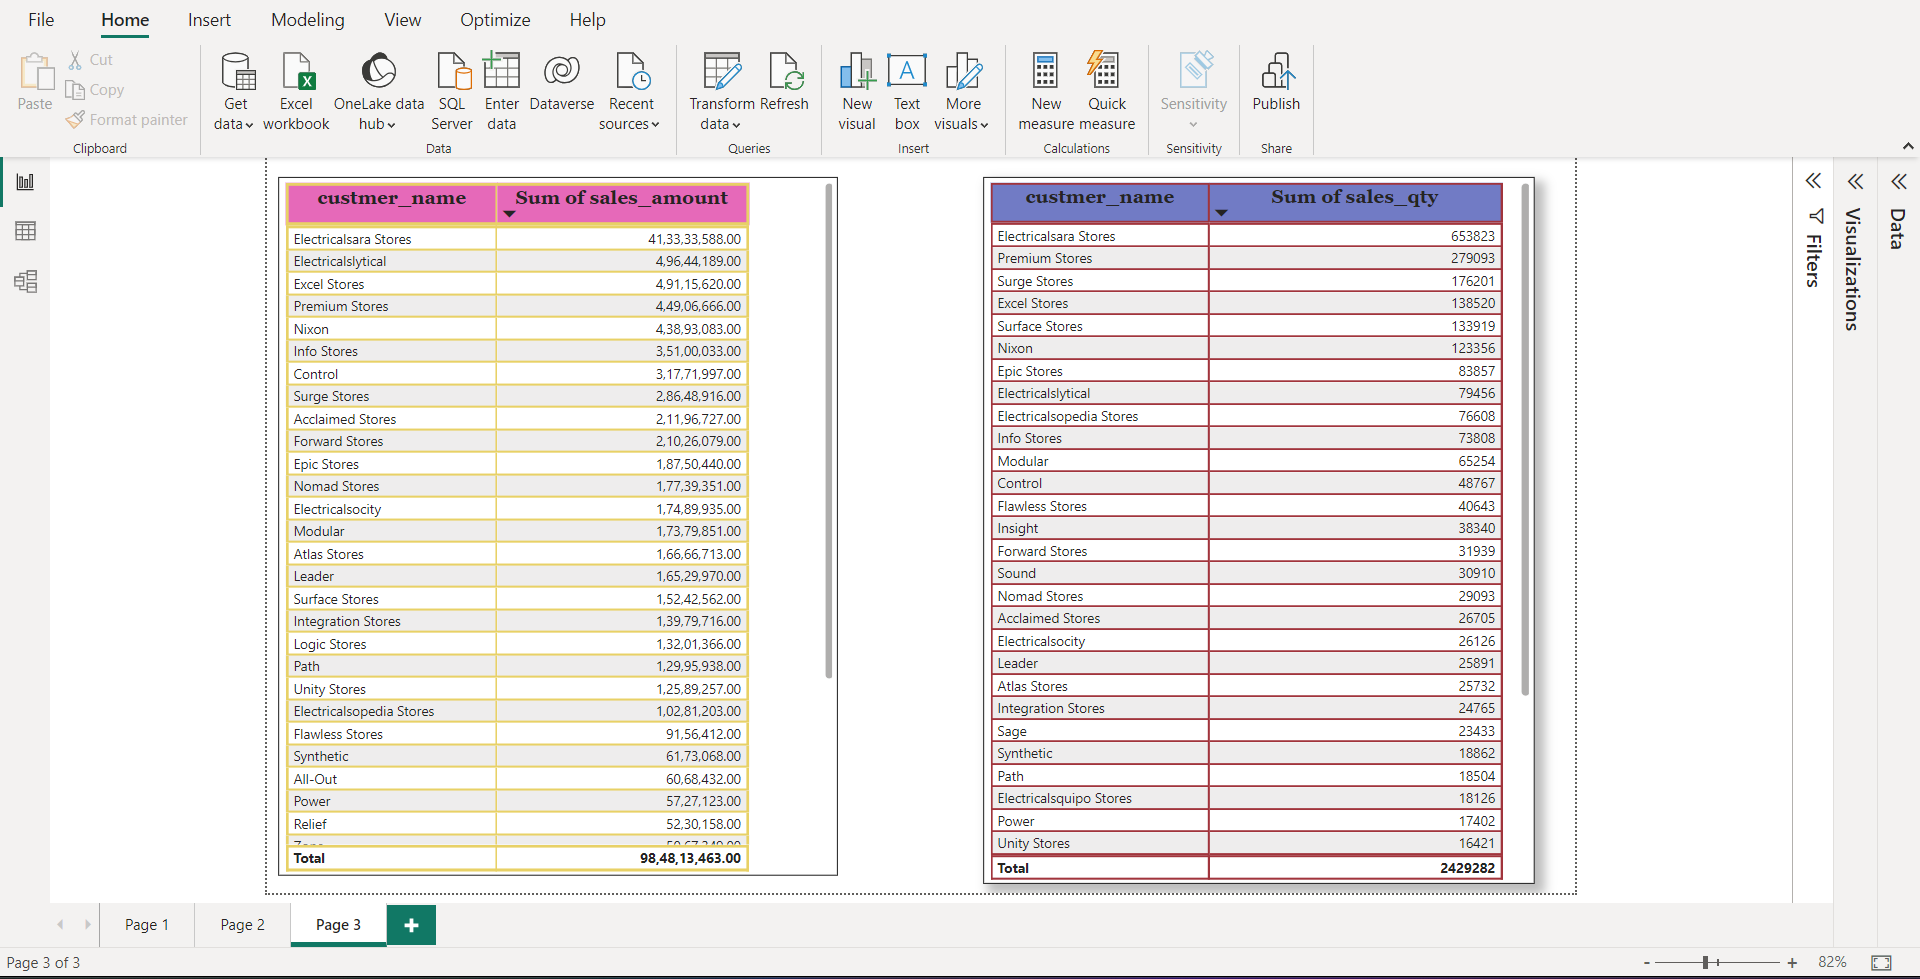 File Home Insert Modeling View Optimize Help
Paste
Cut
Copy
Format painter
Clipboard
Get data
Excel workbook
OneLake data hub
SQL Server
Enter data
Dataverse
Recent sources
Data
Transform data
Refresh
Queries
New visual
A
Text box
More visuals
Insert
New measure
Quick measure
Calculations
Sensitivity
Sensitivity
Publish
Share
custmer_name Sum of sales_amount
Electricalsara Stores 41,33,33,588.00
Electricalslytical 4,96,44,189.00
Excel Stores 4,91,15,620.00
Premium Stores 4,49,06,666.00
Nixon 4,38,93,083.00
Info Stores 3,51,00,033.00
Control 3,17,71,997.00
Surge Stores 2,86,48,916.00
Acclaimed Stores 2,11,96,727.00
Forward Stores 2,10,26,079.00
Epic Stores 1,87,50,440.00
Nomad Stores 1,77,39,351.00
Electricalsocity 1,74,89,935.00
Modular 1,73,79,851.00
Atlas Stores 1,66,66,713.00
Leader 1,65,29,970.00
Surface Stores 1,52,42,562.00
Integration Stores 1,39,79,716.00
Logic Stores 1,32,01,366.00
Path 1,29,95,938.00
Unity Stores 1,25,89,257.00
Electricalsopedia Stores 1,02,81,203.00
Flawless Stores 91,56,412.00
Synthetic 61,73,068.00
All-Out 60,68,432.00
Power 57,27,123.00
Relief 52,30,158.00
Total 98,48,13,463.00
custmer_name Sum of sales_qty
Electricalsara Stores 653823
Premium Stores 279093
Surge Stores 176201
Excel Stores 138520
Surface Stores 133919
Nixon 123356
Epic Stores 83857
Electricalslytical 79456
Electricalsopedia Stores 76608
Info Stores 73808
Modular 65254
Control 48767
Flawless Stores 40643
Insight 38340
Forward Stores 31939
Sound 30910
Nomad Stores 29093
Acclaimed Stores 26705
Electricalsocity 26126
Leader 25891
Atlas Stores 25732
Integration Stores 24765
Sage 23433
Synthetic 18862
Path 18504
Electricalsquipo Stores 18126
Power 17402
Unity Stores 16421
Total 2429282
Filters
Visualizations
Data
Page 1 Page 2 Page 3 +
Page 3 of 3
- + 82%